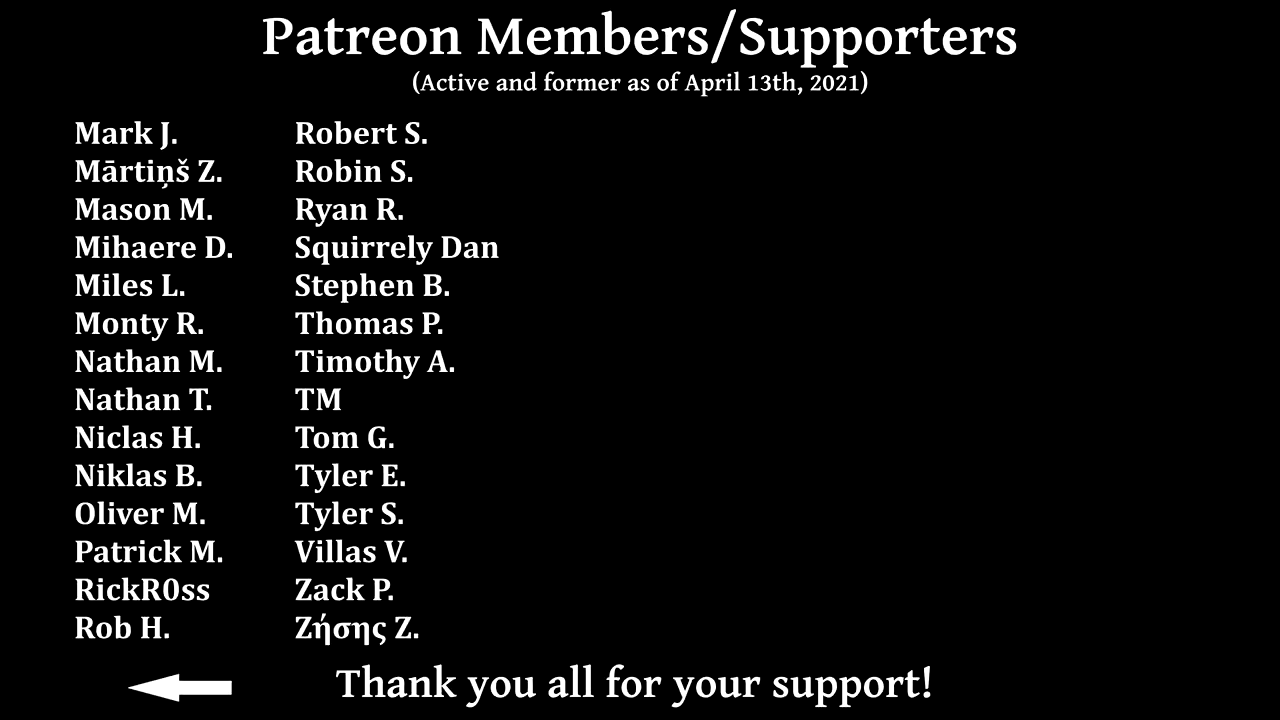 Patreon Members/Supporters
(Active and former as of April 13th, 2021)
Mark J.
Mārtiņš Z.
Mason M.
Mihaere D.
Miles L.
Monty R.
Nathan M.
Nathan T.
Niclas H.
Niklas B.
Oliver M.
Patrick M.
RickR0ss
Rob H.
Robert S.
Robin S.
Ryan R.
Squirrely Dan
Stephen B.
Thomas P.
Timothy A.
TM
Tom G.
Tyler E.
Tyler S.
Villas V.
Zack P.
Ζήσης Z.
Thank you all for your support!